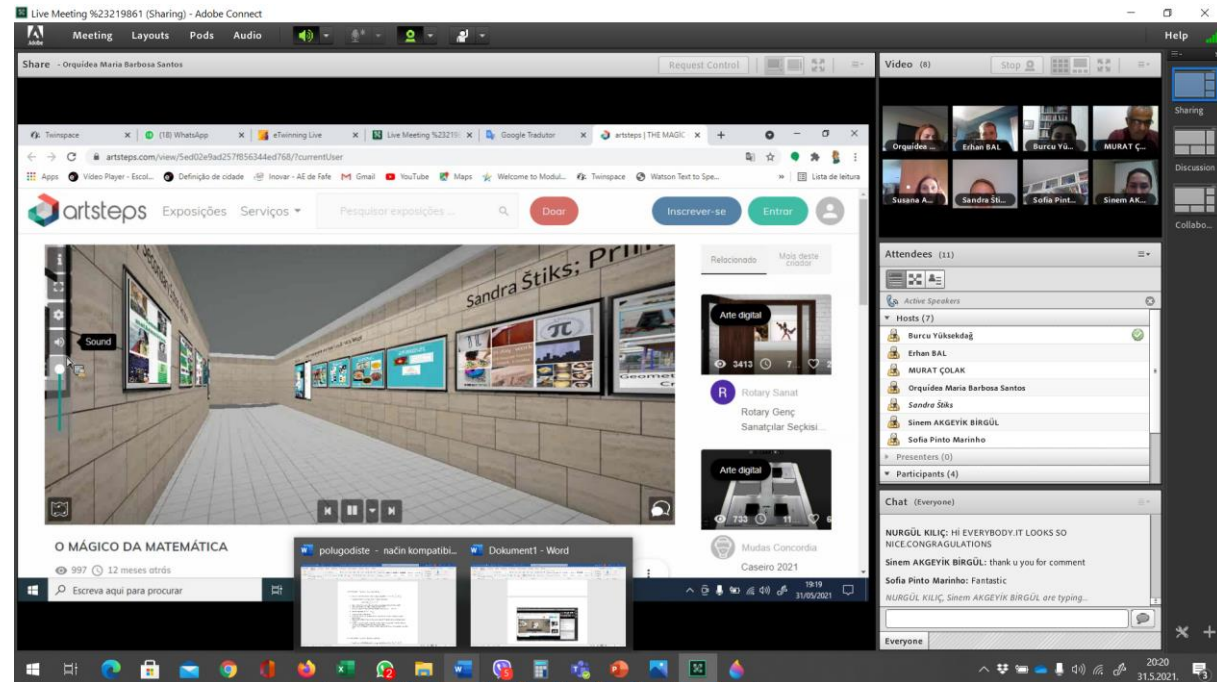 Live Meeting %23219861 (Sharing) - Adobe Connect
Adobe
Meeting Layouts Pods Audio
Help
Share - Orquídea Maria Barbosa Santos
Request Control
Twinspace
(18) WhatsApp
eTwinning Live
Live Meeting %23219
Google Tradutor
artsteps | THE MAGIC
artsteps.com/view/5ed02e9ad257f856344ed768/?currentUser
Apps
Video Player - Escol...
Definição de cidade
Inovar - AE de Fafe
Gmail
YouTube
Maps
Welcome to Modul...
Twinspace
Watson Text to Spe...
»
Lista de leitura
artsteps
Exposições
Serviços
Pesquisar exposições ...
Doar
Inscrever-se
Entrar
Sound
Sandra Štiks; Prim
π
Geomet
Relacionado
Mais deste criador
Arte digital
3413
7
2
R
Rotary Sanat
Rotary Genç
Sanatçılar Seçkisi...
Arte digital
733
11
6
Mudas Concordia
Caseiro 2021
O MÁGICO DA MATEMÁTICA
997
12 meses atrás
polugodiste - način kompatibi...
Dokument1 - Word
Escreva aqui para procurar
19:19
31/05/2021
Video (8)
Stop
Orquídea ...
Erhan BAL
Burcu Yü...
MURAT Ç...
Susana A...
Sandra Šti...
Sofia Pint...
Sinem AK...
Attendees (11)
Active Speakers
Hosts (7)
Burcu Yüksekdağ
Erhan BAL
MURAT ÇOLAK
Orquídea Maria Barbosa Santos
Sandra Štiks
Sinem AKGEYİK BİRGÜL
Sofia Pinto Marinho
Presenters (0)
Participants (4)
Chat (Everyone)
NURGÜL KILIÇ: Hİ EVERYBODY.IT LOOKS SO
NICE.CONGRAGULATIONS
Sinem AKGEYİK BİRGÜL: thank u you for comment
Sofia Pinto Marinho: Fantastic
NURGÜL KILIÇ, Sinem AKGEYİK BİRGÜL are typing...
Everyone
Sharing
Discussion
Collabo...
20:20
31.5.2021.